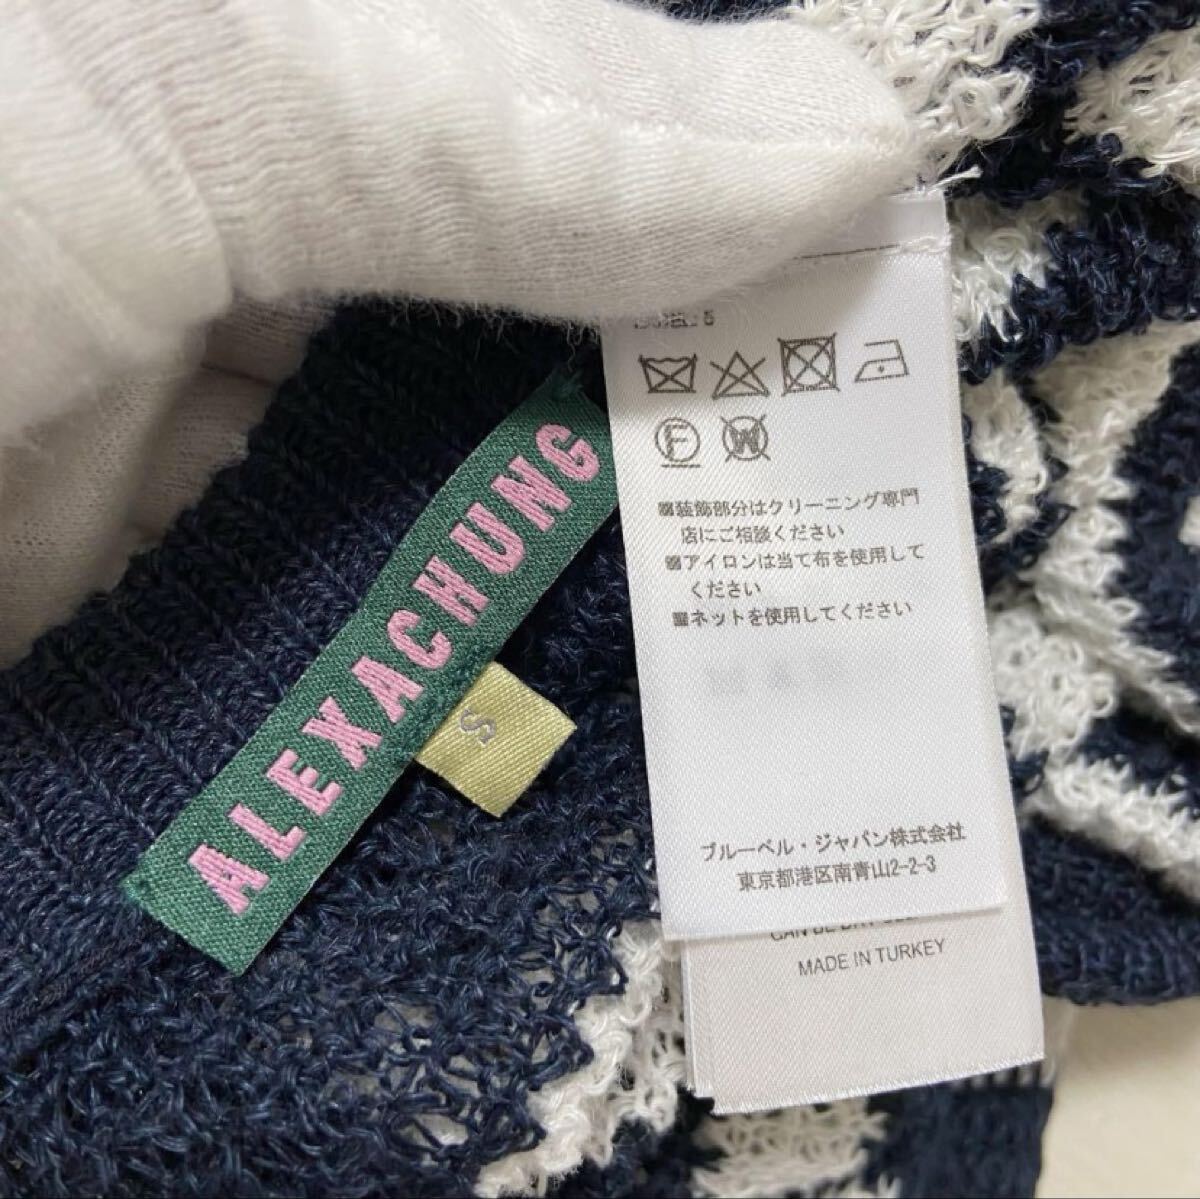 ALEXACHUNG
S
F
W
■装飾部分はクリーニング専門
店にご相談ください
■アイロンは当て布を使用して
ください
■ネットを使用してください
ブルーベル・ジャパン株式会社
東京都港区南青山2-2-3
CAN BE
MADE IN TURKEY